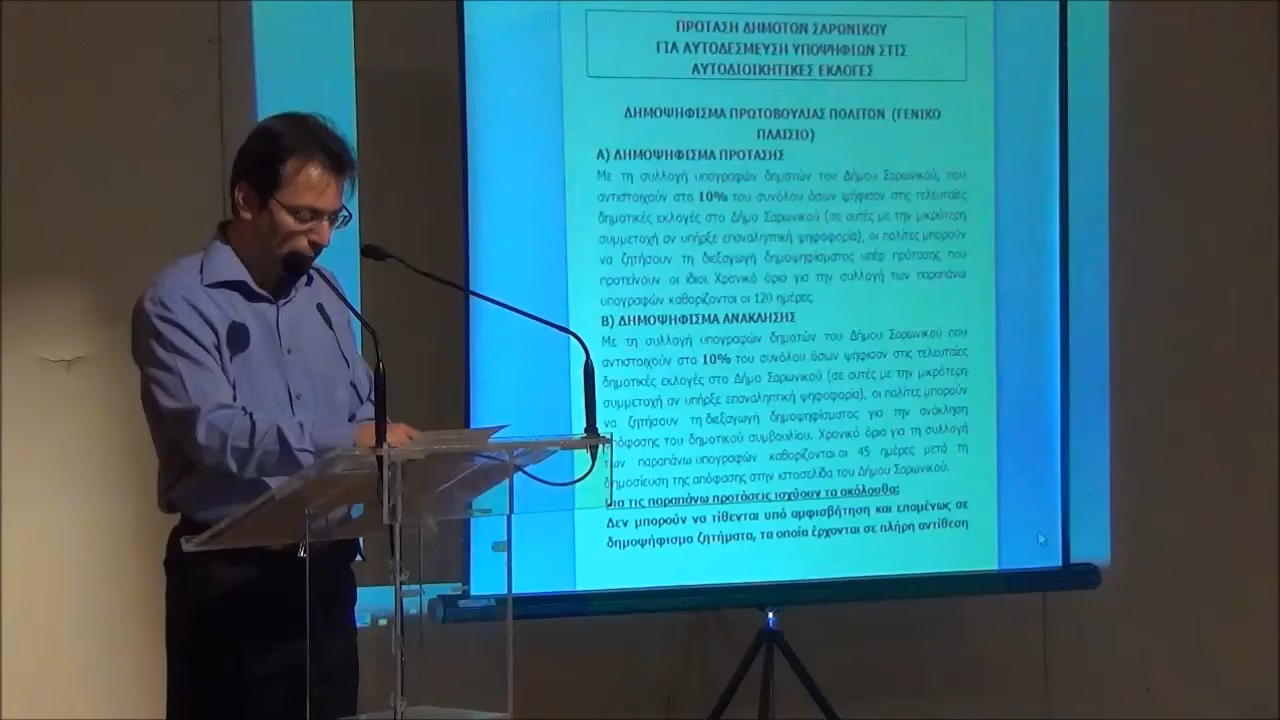 ΠΡΟΤΑΣΗ ΔΗΜΟΤΩΝ ΣΑΡΩΝΙΚΟΥ
ΓΙΑ ΑΥΤΟΔΕΣΜΕΥΣΗ ΥΠΟΨΗΦΙΩΝ ΣΤΙΣ
ΑΥΤΟΔΙΟΙΚΗΤΙΚΕΣ ΕΚΛΟΓΕΣ
ΔΗΜΟΨΗΦΙΣΜΑ ΠΡΩΤΟΒΟΥΛΙΑΣ ΠΟΛΙΤΩΝ (ΓΕΝΙΚΟ
ΠΛΑΙΣΙΟ)
Α) ΔΗΜΟΨΗΦΙΣΜΑ ΠΡΟΤΑΣΗΣ
Με τη συλλογή υπογραφών δημοτών του Δήμου Σαρωνικού, που
αντιστοιχούν στο 10% του συνόλου όσων ψήφισαν στις τελευταίες
δημοτικές εκλογές στο Δήμο Σαρωνικού (σε αυτές με την μικρότερη
συμμετοχή αν υπήρξε επαναληπτική ψηφοφορία), οι πολίτες μπορούν
να ζητήσουν τη διεξαγωγή δημοψηφίσματος υπέρ πρότασης που
προτείνουν οι ίδιοι. Χρονικό όριο για την συλλογή των παραπάνω
υπογραφών καθορίζονται οι 120 ημέρες.
Β) ΔΗΜΟΨΗΦΙΣΜΑ ΑΝΑΚΛΗΣΗΣ
Με τη συλλογή υπογραφών δημοτών του Δήμου Σαρωνικού που
αντιστοιχούν στο 10% του συνόλου όσων ψήφισαν στις τελευταίες
δημοτικές εκλογές στο Δήμο Σαρωνικού (σε αυτές με την μικρότερη
συμμετοχή αν υπήρξε επαναληπτική ψηφοφορία), οι πολίτες μπορούν
να ζητήσουν τη διεξαγωγή δημοψηφίσματος για την ανάκληση
απόφασης του δημοτικού συμβουλίου. Χρονικό όριο για τη συλλογή
των παραπάνω υπογραφών καθορίζονται οι 45 ημέρες μετά τη
δημοσίευση της απόφασης στην ιστοσελίδα του Δήμου Σαρωνικού.
Για τις παραπάνω προτάσεις ισχύουν τα ακόλουθα:
Δεν μπορούν να τίθενται υπό αμφισβήτηση και επομένως σε
δημοψήφισμα ζητήματα, τα οποία έρχονται σε πλήρη αντίθεση